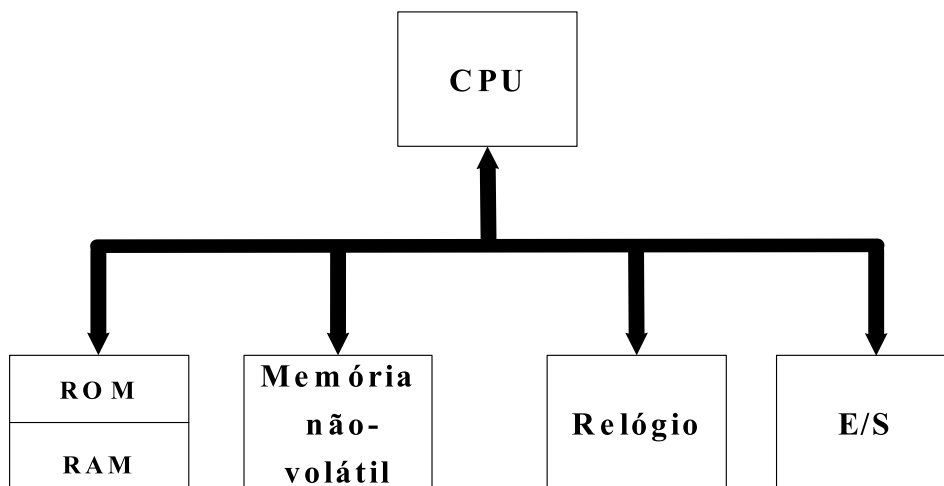 CPU
ROM
RAM
Memória
não-
volátil
Relógio
E/S